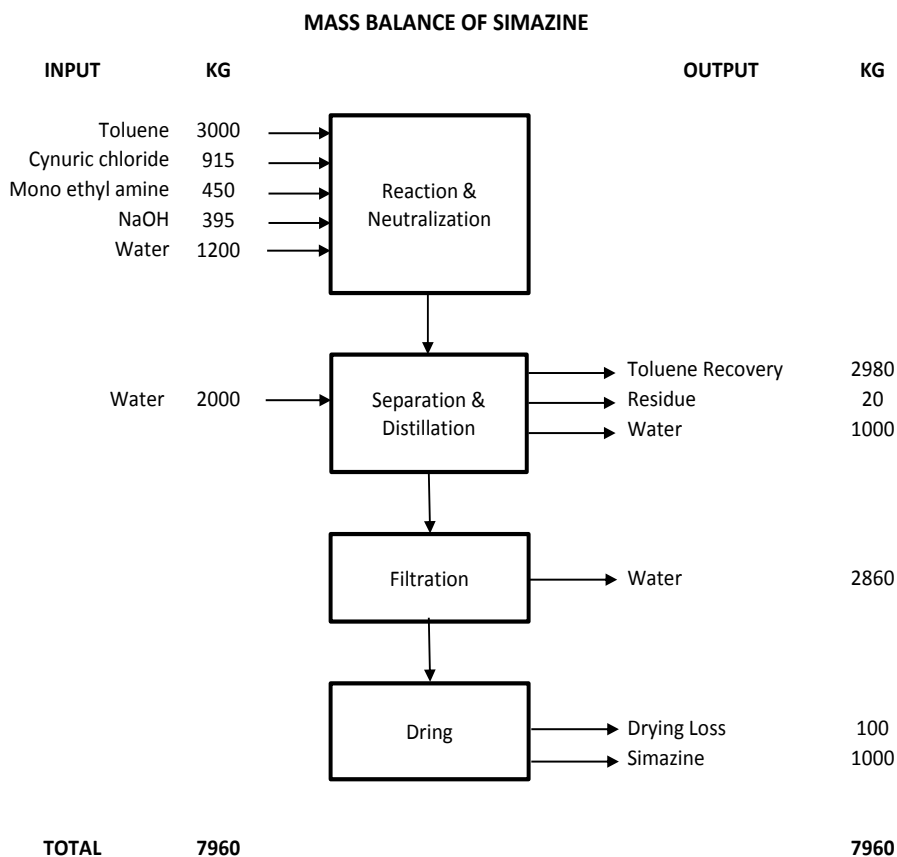 MASS BALANCE OF SIMAZINE
INPUT KG OUTPUT KG
Toluene 3000
Cynuric chloride 915
Mono ethyl amine 450
NaOH 395
Water 1200
Reaction &
Neutralization
Water 2000
Separation &
Distillation
Toluene Recovery 2980
Residue 20
Water 1000
Filtration
Water 2860
Dring
Drying Loss 100
Simazine 1000
TOTAL 7960 7960